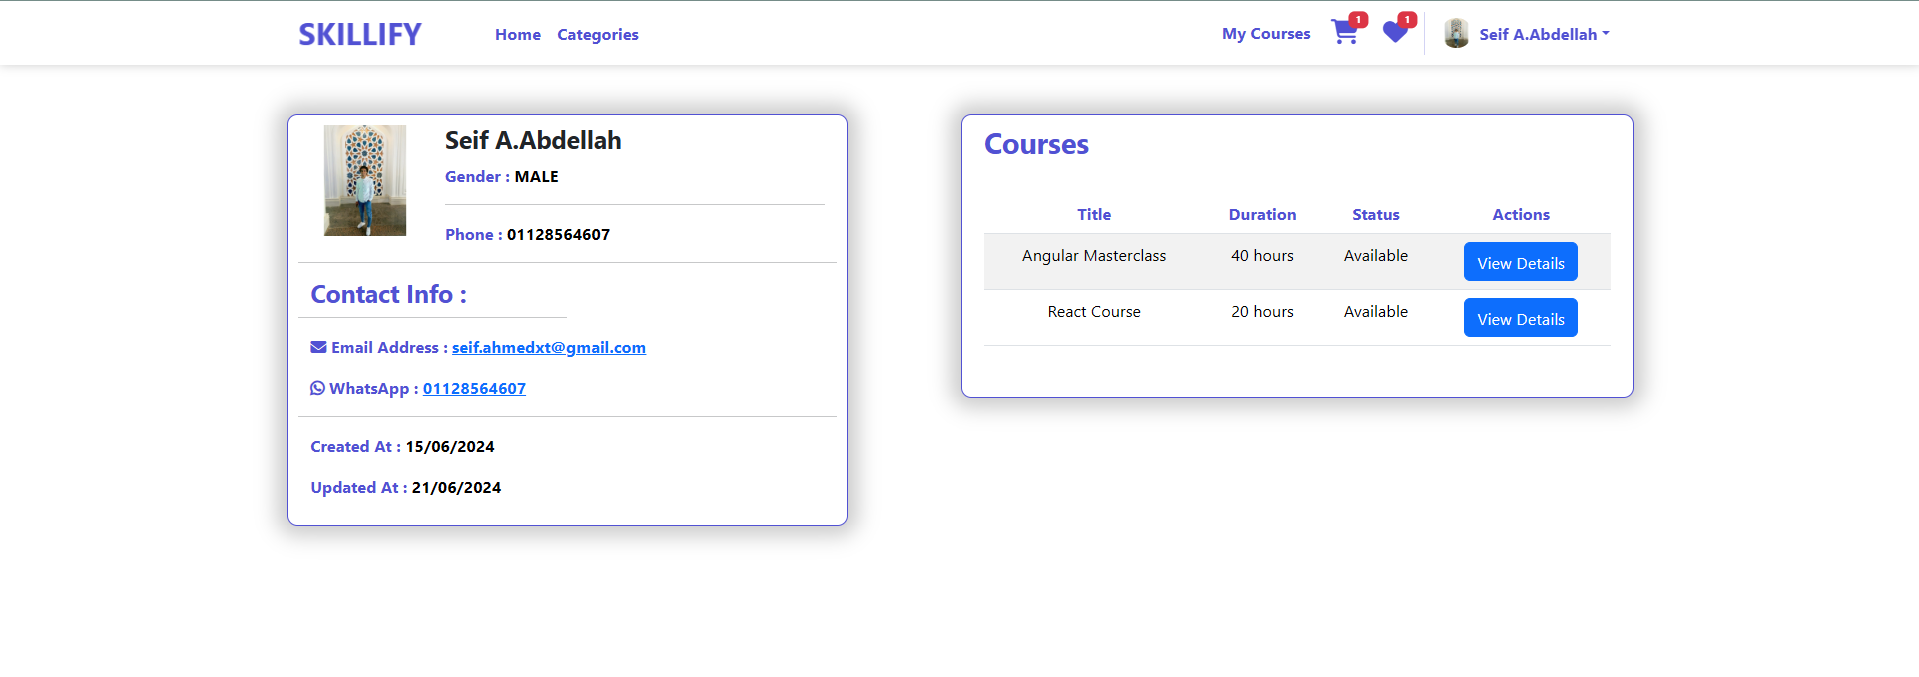 SKILLIFY Home Categories My Courses 1 1 Seif A.Abdellah
Seif A.Abdellah
Gender : MALE
Phone : 01128564607
Contact Info :
Email Address : seif.ahmedxt@gmail.com
WhatsApp : 01128564607
Created At : 15/06/2024
Updated At : 21/06/2024
Courses
Title Duration Status Actions
Angular Masterclass 40 hours Available View Details
React Course 20 hours Available View Details